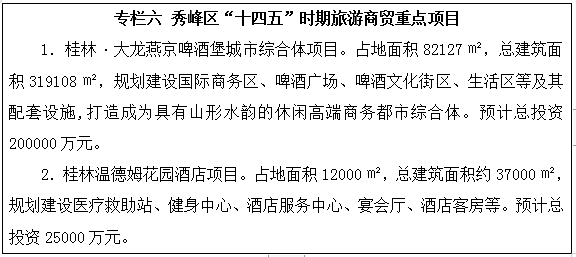 专栏六 秀峰区“十四五”时期旅游商贸重点项目
1．桂林·大龙燕京啤酒堡城市综合体项目。占地面积 82127 ㎡，总建筑面
积 319108 ㎡，规划建设国际商务区、啤酒广场、啤酒文化街区、生活区等及其
配套设施,打造成为具有山形水韵的休闲高端商务都市综合体。预计总投资
200000 万元。
2．桂林温德姆花园酒店项目。占地面积 12000 ㎡，总建筑面积约 37000 ㎡，
规划建设医疗救助站、健身中心、酒店服务中心、宴会厅、酒店客房等。预计总
投资 25000 万元。